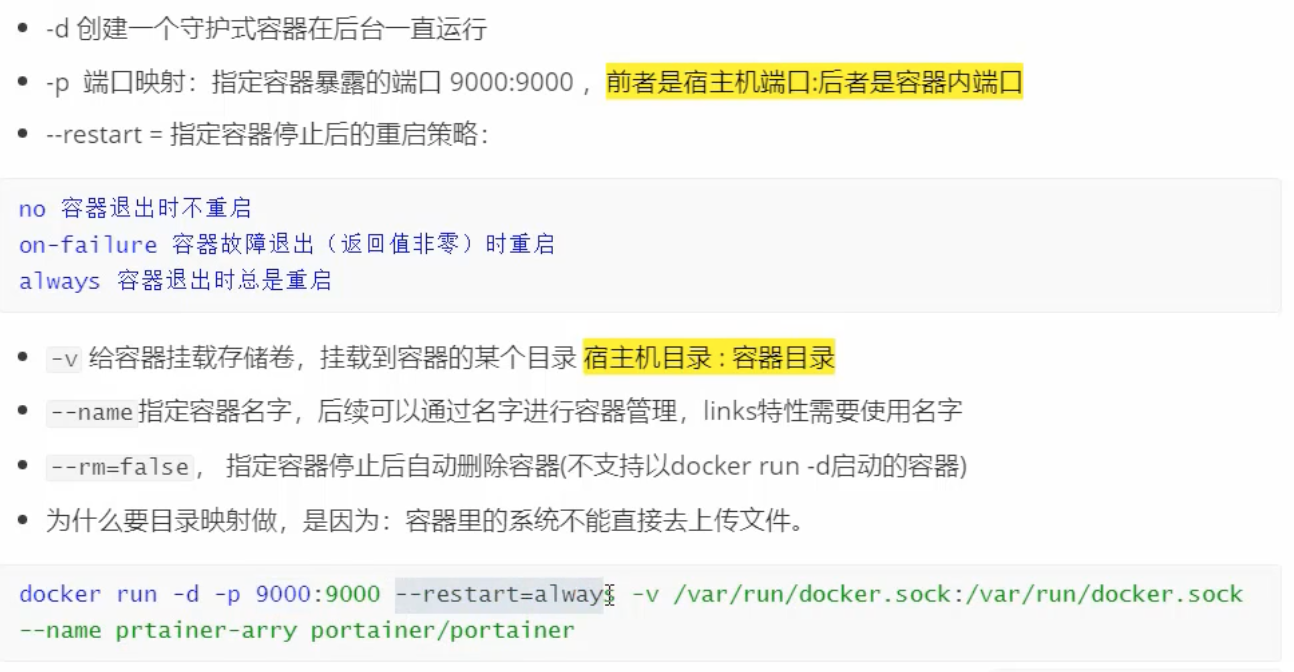 -d 创建一个守护式容器在后台一直运行
-p 端口映射：指定容器暴露的端口 9000:9000 ，前者是宿主机端口:后者是容器内端口
--restart = 指定容器停止后的重启策略：
no 容器退出时不重启
on-failure 容器故障退出（返回值非零）时重启
always 容器退出时总是重启
-v 给容器挂载存储卷，挂载到容器的某个目录 宿主机目录 : 容器目录
--name指定容器名字，后续可以通过名字进行容器管理，links特性需要使用名字
--rm=false， 指定容器停止后自动删除容器(不支持以docker run -d启动的容器)
为什么要目录映射做，是因为：容器里的系统不能直接去上传文件。
docker run -d -p 9000:9000 --restart=always -v /var/run/docker.sock:/var/run/docker.sock
--name prtainer-arry portainer/portainer